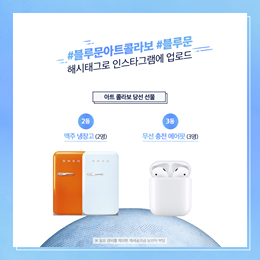 #블루문아트콜라보 #블루문
해시태그로 인스타그램에 업로드
아트 콜라보 당선 선물
2등
맥주 냉장고 (2명)
3등
무선 충전 에어팟 (3명)